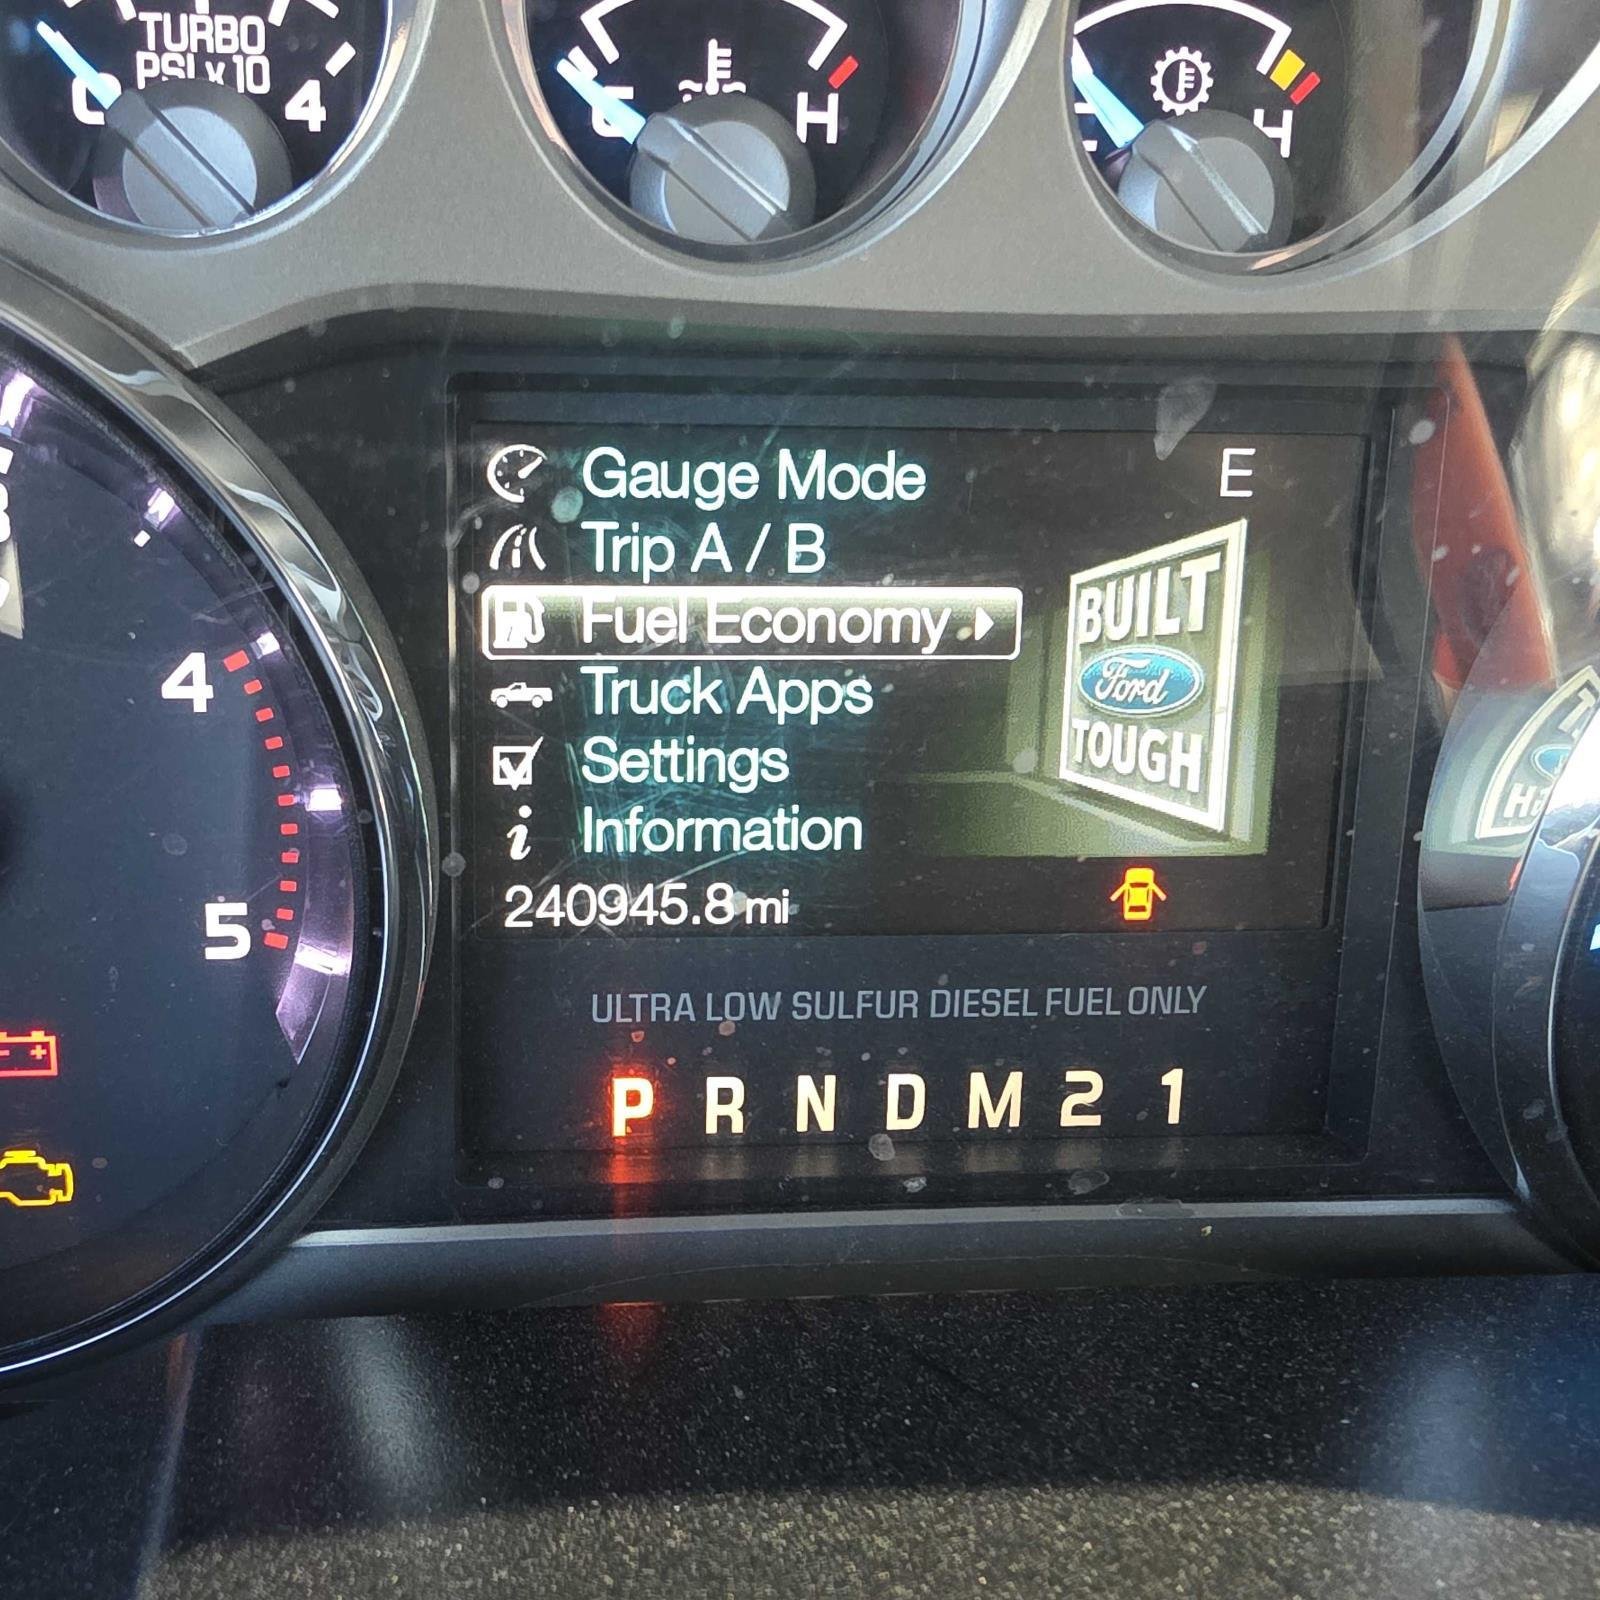 TURBO
PSI x 10
0 4
H
H
Gauge Mode
E
Trip A / B
Fuel Economy
Truck Apps
Settings
Information
BUILT
Ford
TOUGH
240945.8 mi
4
5
ULTRA LOW SULFUR DIESEL FUEL ONLY
P R N D M 2 1